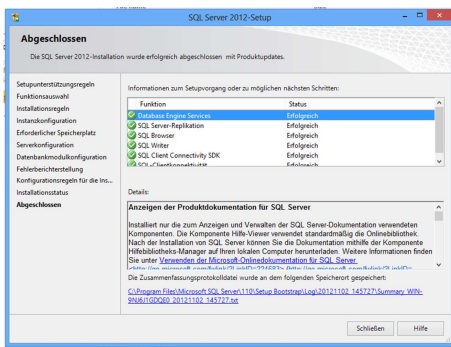 SQL Server 2012-Setup
Abgeschlossen
Die SQL Server 2012-Installation wurde erfolgreich abgeschlossen mit Produktupdates.
Setupunterstützungsregeln
Funktionsauswahl
Installationsregeln
Instanzkonfiguration
Erforderlicher Speicherplatz
Serverkonfiguration
Datenbankmodulkonfiguration
Fehlerberichterstellung
Konfigurationsregeln für die Ins...
Installationsstatus
Abgeschlossen
Informationen zum Setupvorgang oder zu möglichen nächsten Schritten:
Funktion Status
Database Engine Services Erfolgreich
SQL Server-Replikation Erfolgreich
SQL Browser Erfolgreich
SQL Writer Erfolgreich
SQL Client Connectivity SDK Erfolgreich
SQL-Clientkonnektivität Erfolgreich
Details:
Anzeigen der Produktdokumentation für SQL Server
Installiert nur die zum Anzeigen und Verwalten der SQL Server-Dokumentation verwendeten
Komponenten. Die Komponente Hilfe-Viewer verwendet standardmäßig die Onlinebibliothek.
Nach der Installation von SQL Server können Sie die Dokumentation mithilfe der Komponente
Hilfebibliotheks-Manager auf Ihren lokalen Computer herunterladen. Weitere Informationen finden
Sie unter Verwenden der Microsoft-Onlinedokumentation für SQL Server
Die Zusammenfassungsprotokolldatei wurde an dem folgenden Speicherort gespeichert:
C:\Program Files\Microsoft SQL Server\110\Setup Bootstrap\Log\20121102_145727\Summary_WIN-
9NJ6J1GDQE0_20121102_145727.txt
Schließen Hilfe